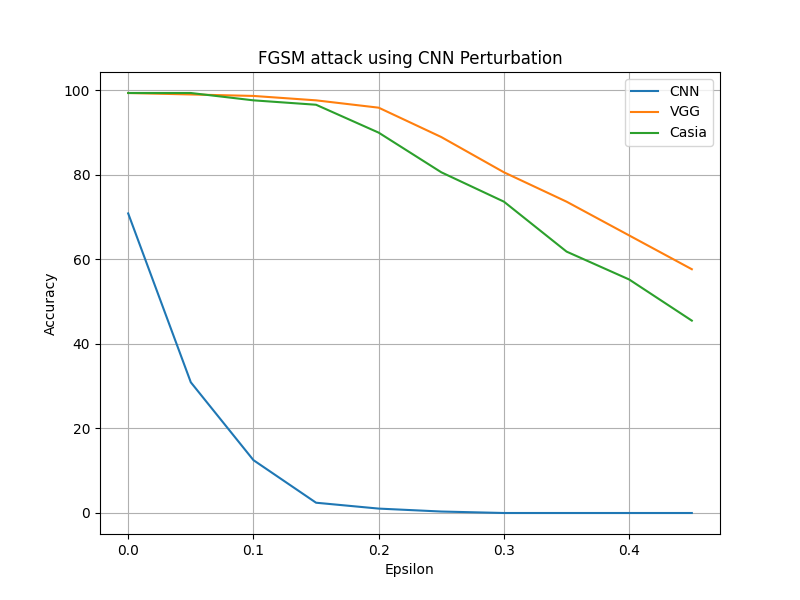 FGSM attack using CNN Perturbation
CNN
VGG
Casia
100
80
60
40
20
0
Accuracy
0.0 0.1 0.2 0.3 0.4
Epsilon